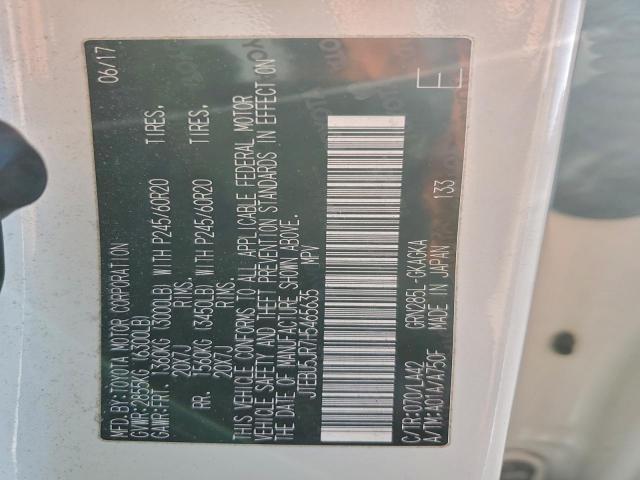 MFD.BY:TOYOTA MOTOR CORPORATION 06/17
GVWR:2855KG (6300LB)
GAWR:FRT. 1360KG (3000LB) WITH P245/60R20 TIRES.
20X7J RIMS.
RR. 1560KG (3450LB) WITH P245/60R20 TIRES.
20X7J RIMS.
THIS VEHICLE CONFORMS TO ALL APPLICABLE FEDERAL MOTOR
VEHICLE SAFETY AND THEFT PREVENTION STANDARDS IN EFFECT ON
THE DATE OF MANUFACTURE SHOWN ABOVE.
JTEBU5JR7H5465635 MPV
C/TR:070/LA42 GRN285L-GKAGKA
A/TM:A01A/A750F MADE IN JAPAN 133
E